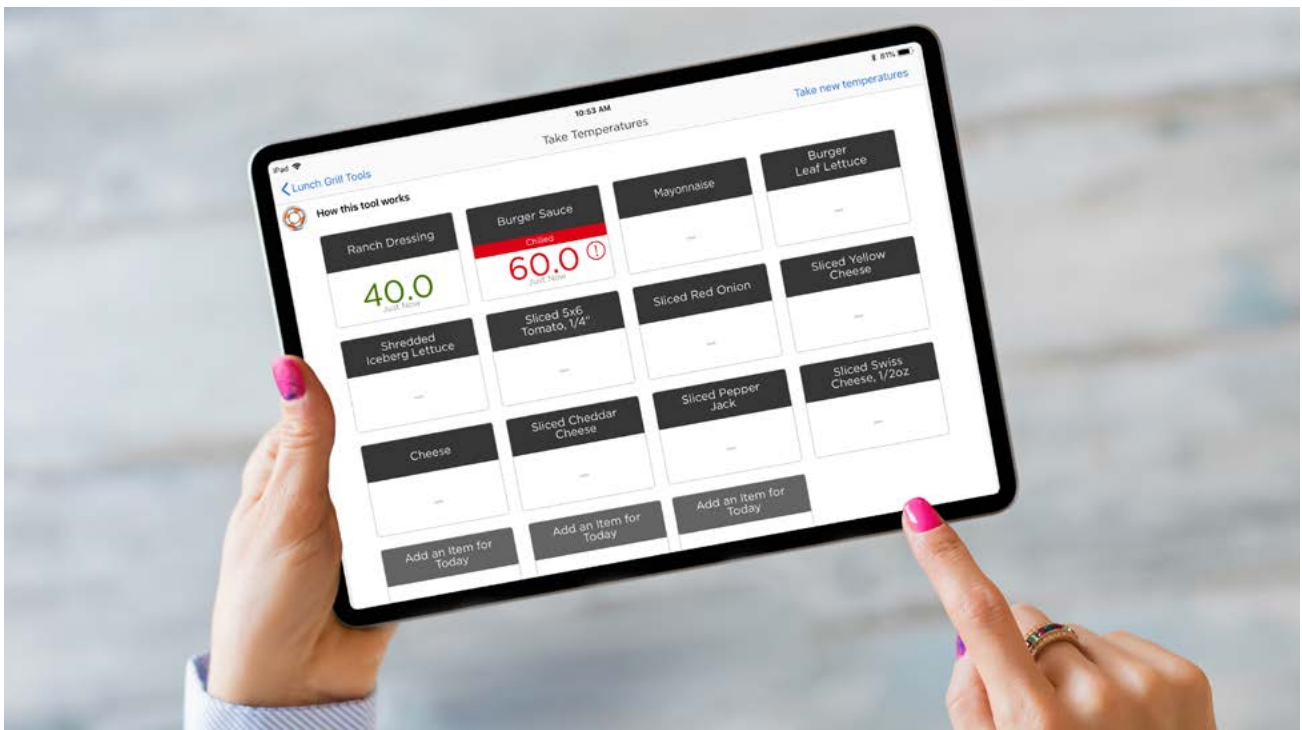 iPad
10:53 AM
81%
Lunch Grill Tools
Take Temperatures
Take new temperatures
How this tool works
Ranch Dressing
40.0
Just Now
Burger Sauce
Chilled
60.0
Just Now
Mayonnaise
--
Burger
Leaf Lettuce
--
Shredded
Iceberg Lettuce
--
Sliced 5x6
Tomato, 1/4"
--
Sliced Red Onion
--
Sliced Yellow
Cheese
--
Cheese
--
Sliced Cheddar
Cheese
--
Sliced Pepper
Jack
--
Sliced Swiss
Cheese, 1/2oz
--
Add an Item for
Today
Add an Item for
Today
Add an Item for
Today